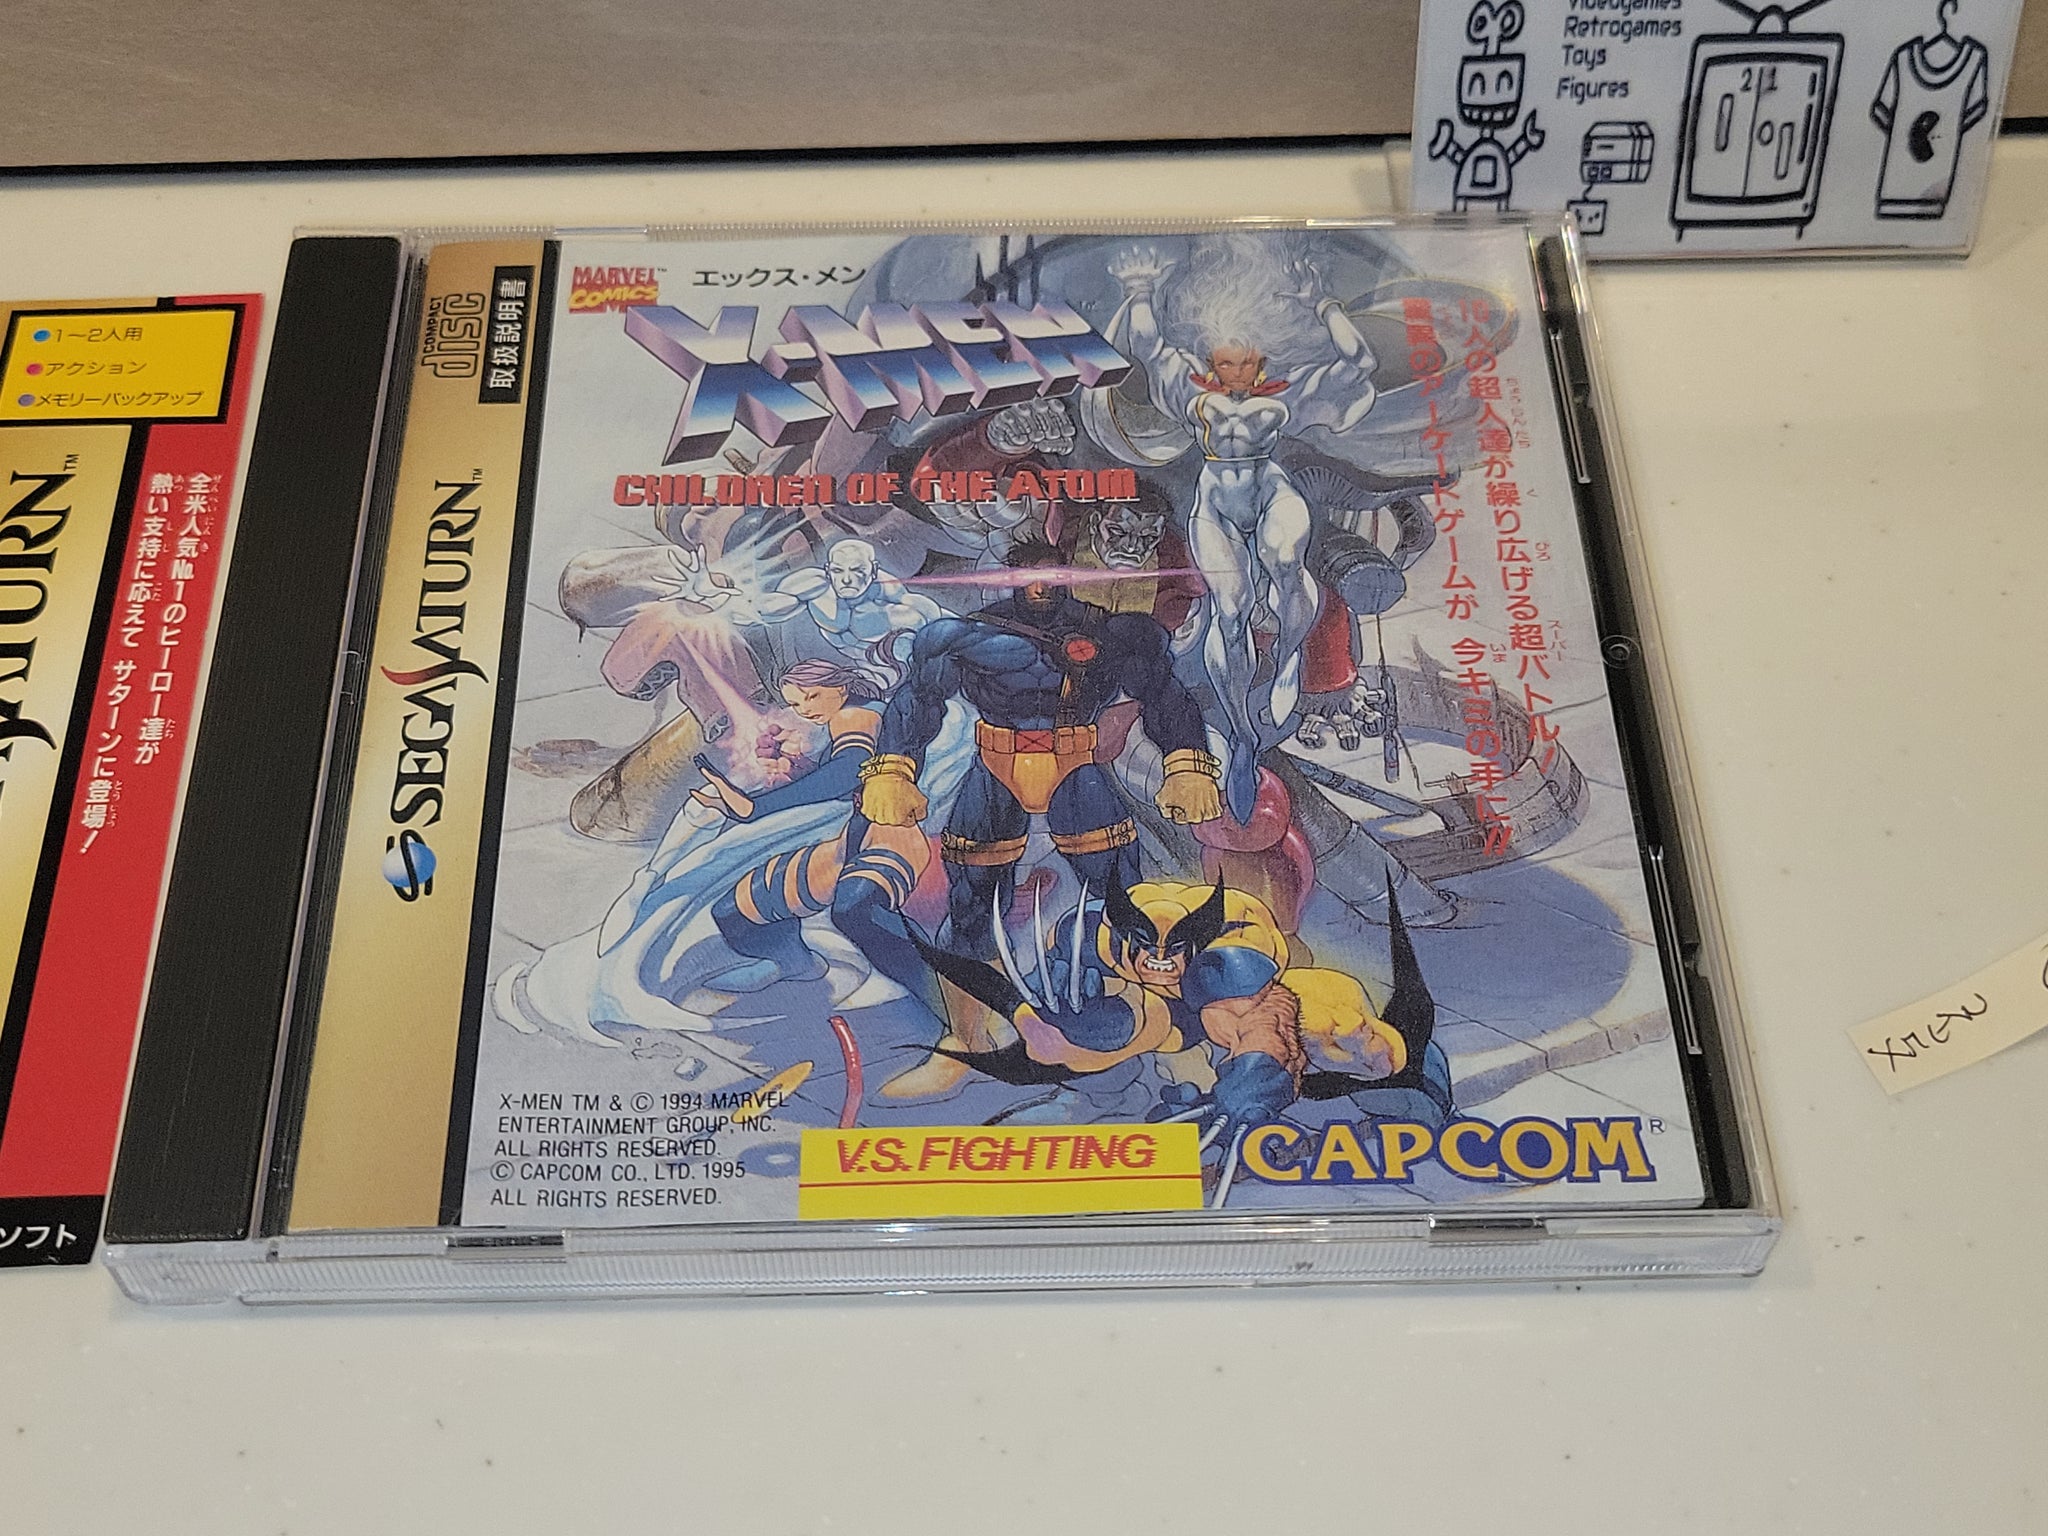 Videogames
Retrogames
Toys
Figures
21
1〜2人用
アクション
メモリーバックアップ
SATURN™
全米人気№1のヒーロー達が
熱い支持に応えて サターンに登場!
ソフト
COMPACT
disc
取扱説明書
SEGA SATURN™
MARVEL™
COMICS
エックス・メン
X-MEN
CHILDREN OF THE ATOM
10人の超人達が繰り広げる超バトル!
驚異のアーケードゲームが 今キミの手に!!
X-MEN TM & © 1994 MARVEL
ENTERTAINMENT GROUP, INC.
ALL RIGHTS RESERVED.
© CAPCOM CO., LTD. 1995
ALL RIGHTS RESERVED.
V.S. FIGHTING
CAPCOM®